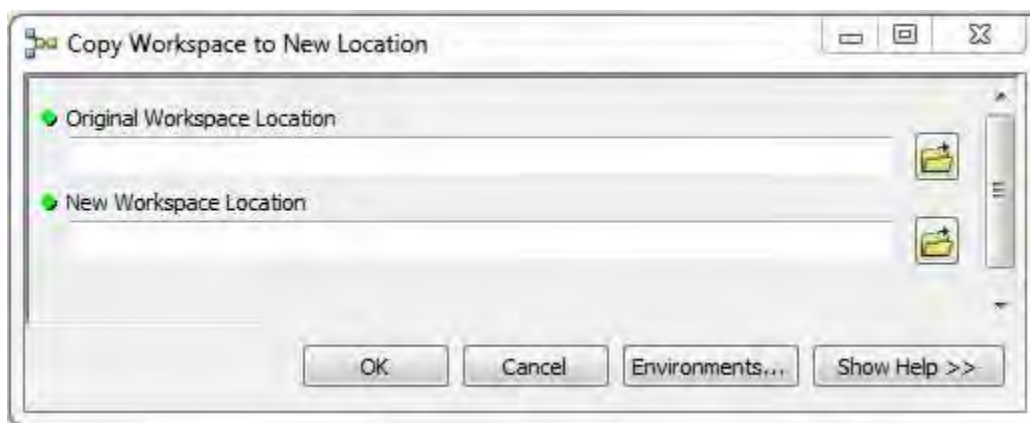 Copy Workspace to New Location
Original Workspace Location
New Workspace Location
OK Cancel Environments... Show Help >>